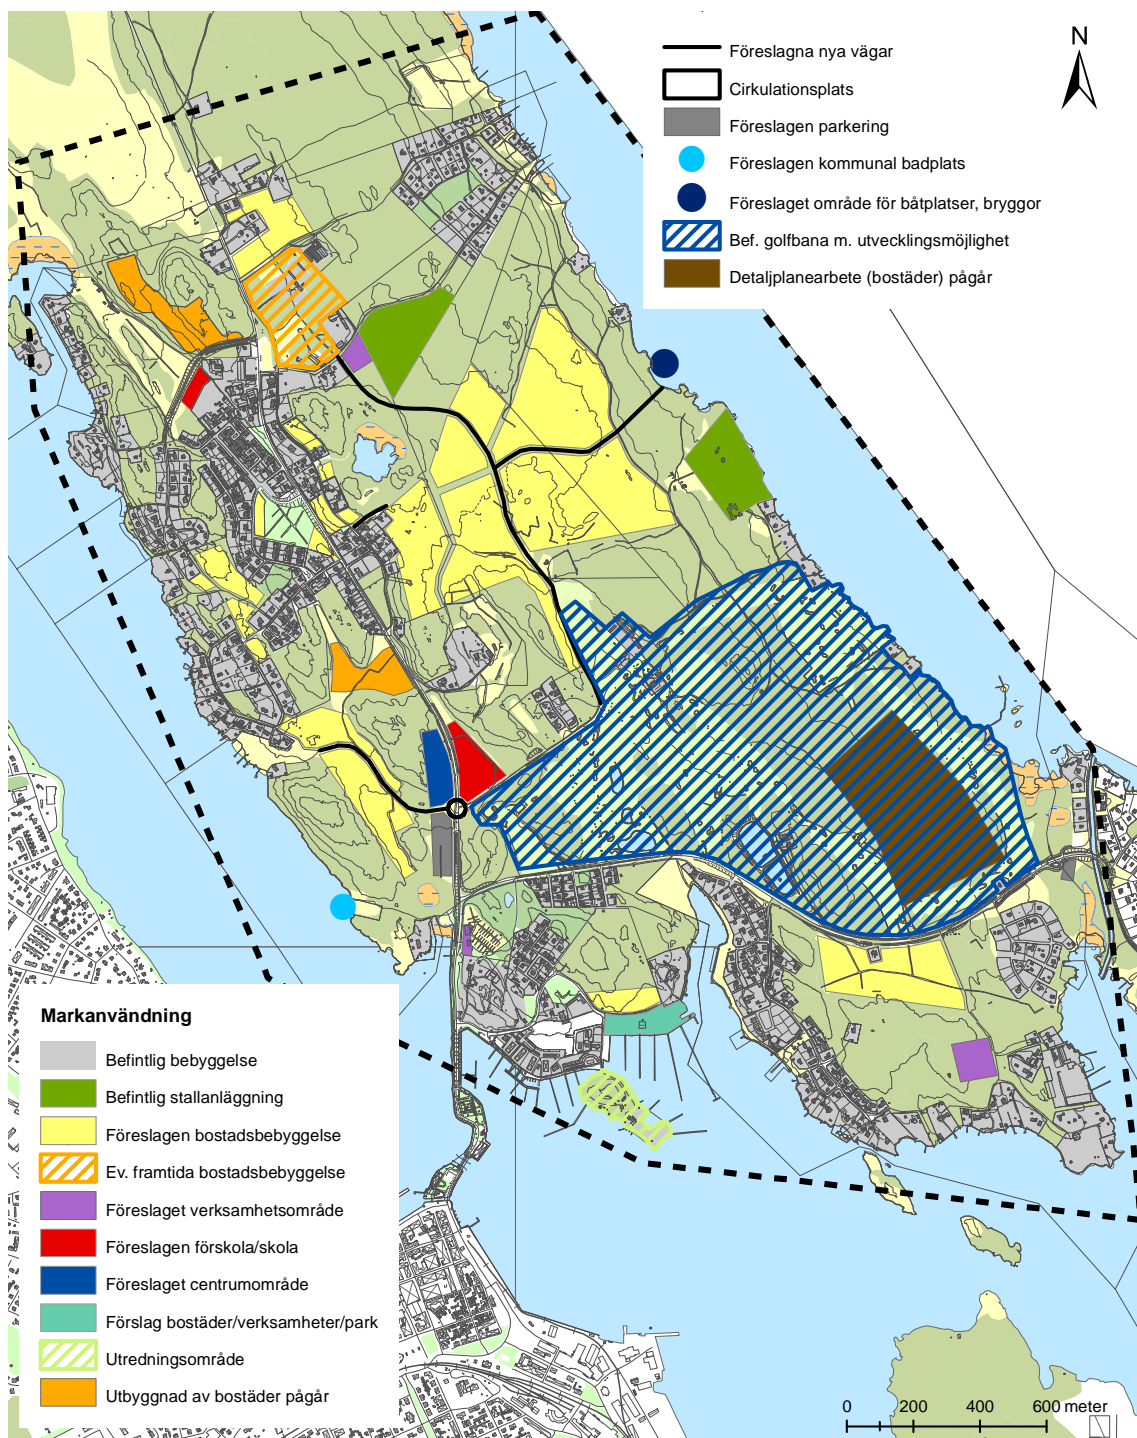 Föreslagna nya vägar
Cirkulationsplats
Föreslagen parkering
Föreslagen kommunal badplats
Föreslaget område för båtplatser, bryggor
Bef. golfbana m. utvecklingsmöjlighet
Detaljplanearbete (bostäder) pågår
N
Markanvändning
Befintlig bebyggelse
Befintlig stallanläggning
Föreslagen bostadsbebyggelse
Ev. framtida bostadsbebyggelse
Föreslaget verksamhetsområde
Föreslagen förskola/skola
Föreslaget centrumområde
Förslag bostäder/verksamheter/park
Utredningsområde
Utbyggnad av bostäder pågår
0 200 400 600 meter